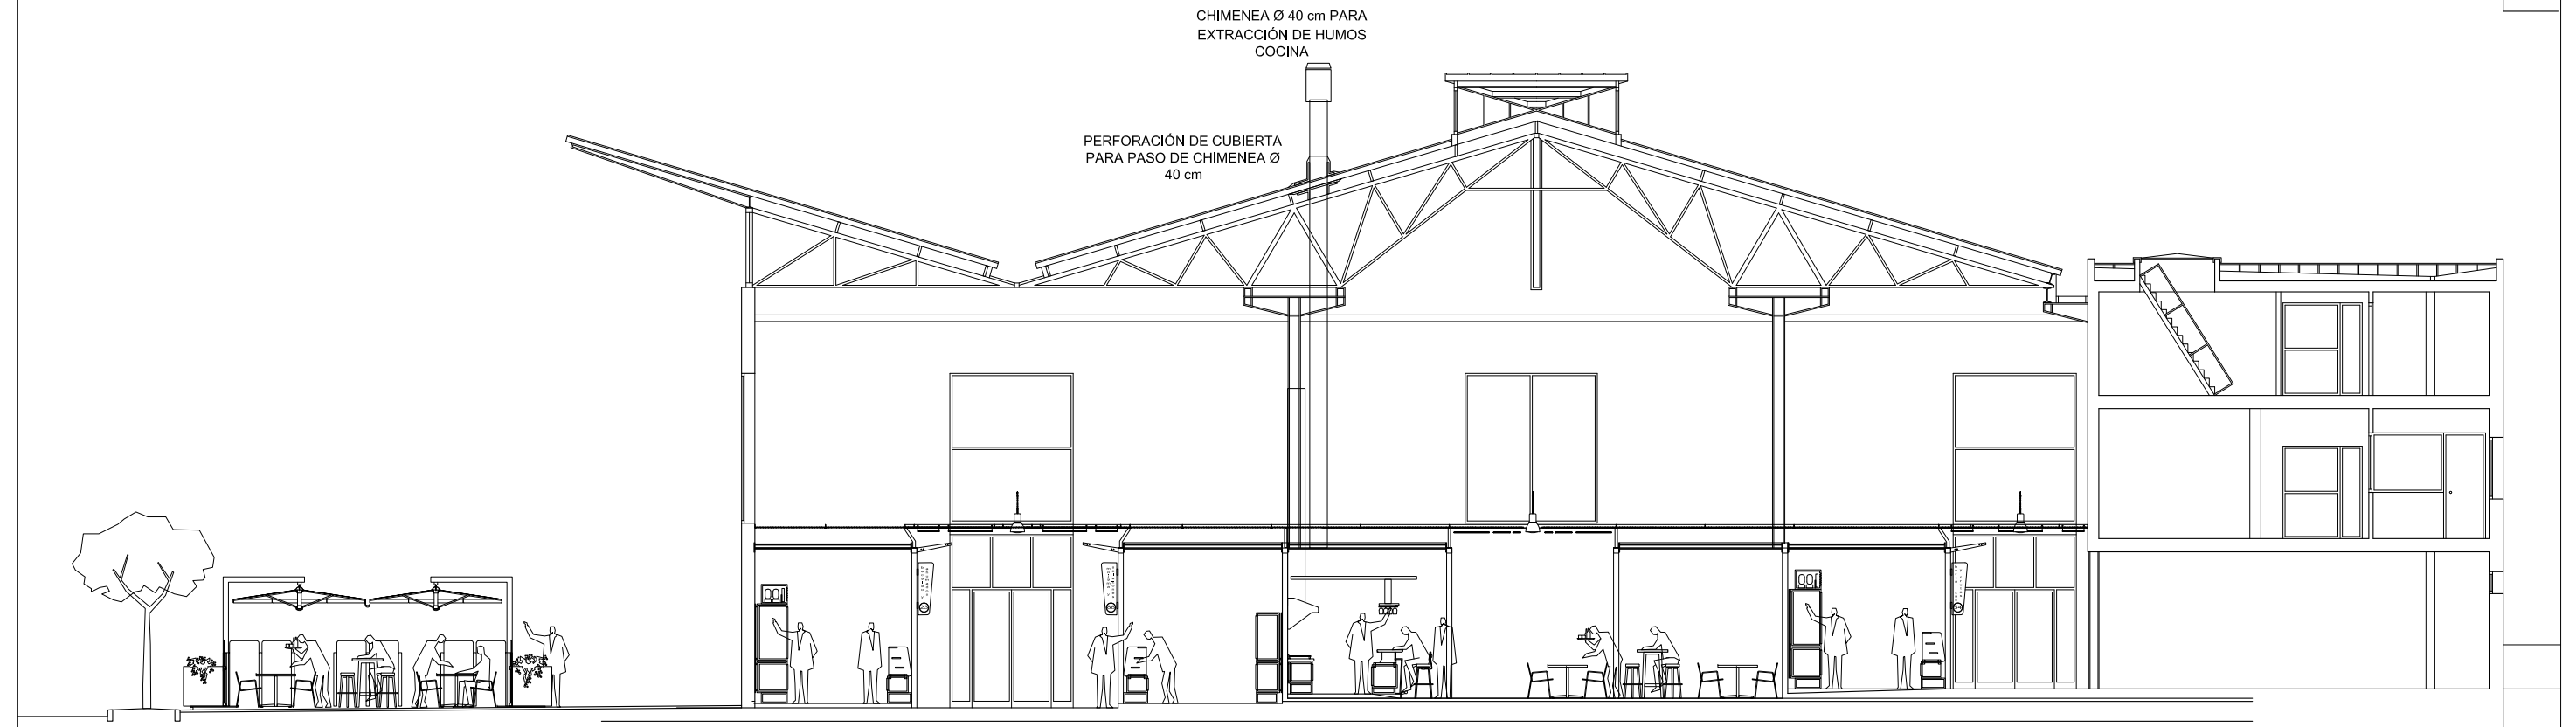 CHIMENEA Ø 40 cm PARA
EXTRACCIÓN DE HUMOS
COCINA
PERFORACIÓN DE CUBIERTA
PARA PASO DE CHIMENEA Ø
40 cm